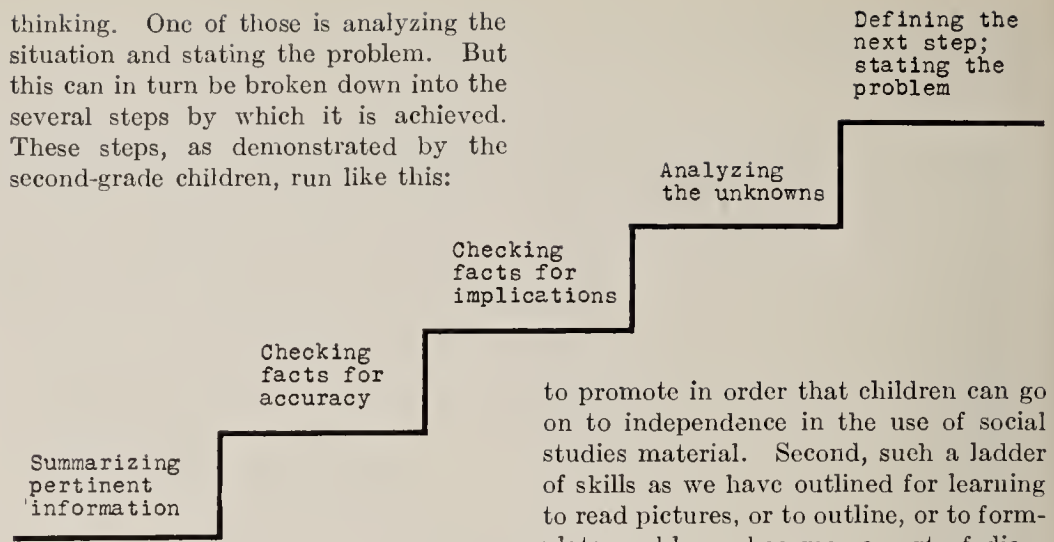 thinking. One of those is analyzing the
situation and stating the problem. But
this can in turn be broken down into the
several steps by which it is achieved.
These steps, as demonstrated by the
second-grade children, run like this:
Summarizing
pertinent
information
Checking
facts for
accuracy
Checking
facts for
implications
Analyzing
the unknowns
Defining the
next step;
stating the
problem
to promote in order that children can go
on to independence in the use of social
studies material. Second, such a ladder
of skills as we have outlined for learning
to read pictures, or to outline, or to form-